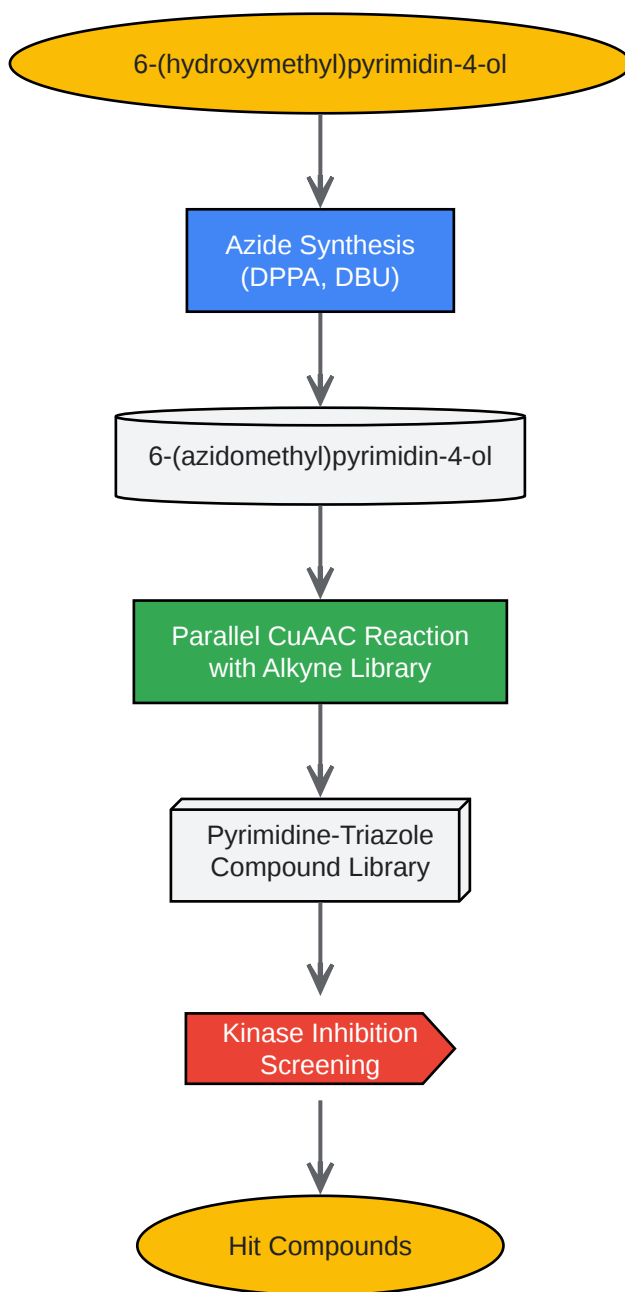 6-(hydroxymethyl)pyrimidin-4-ol
Azide Synthesis
(DPPA, DBU)
6-(azidomethyl)pyrimidin-4-ol
Parallel CuAAC Reaction
with Alkyne Library
Pyrimidine-Triazole
Compound Library
Kinase Inhibition
Screening
Hit Compounds